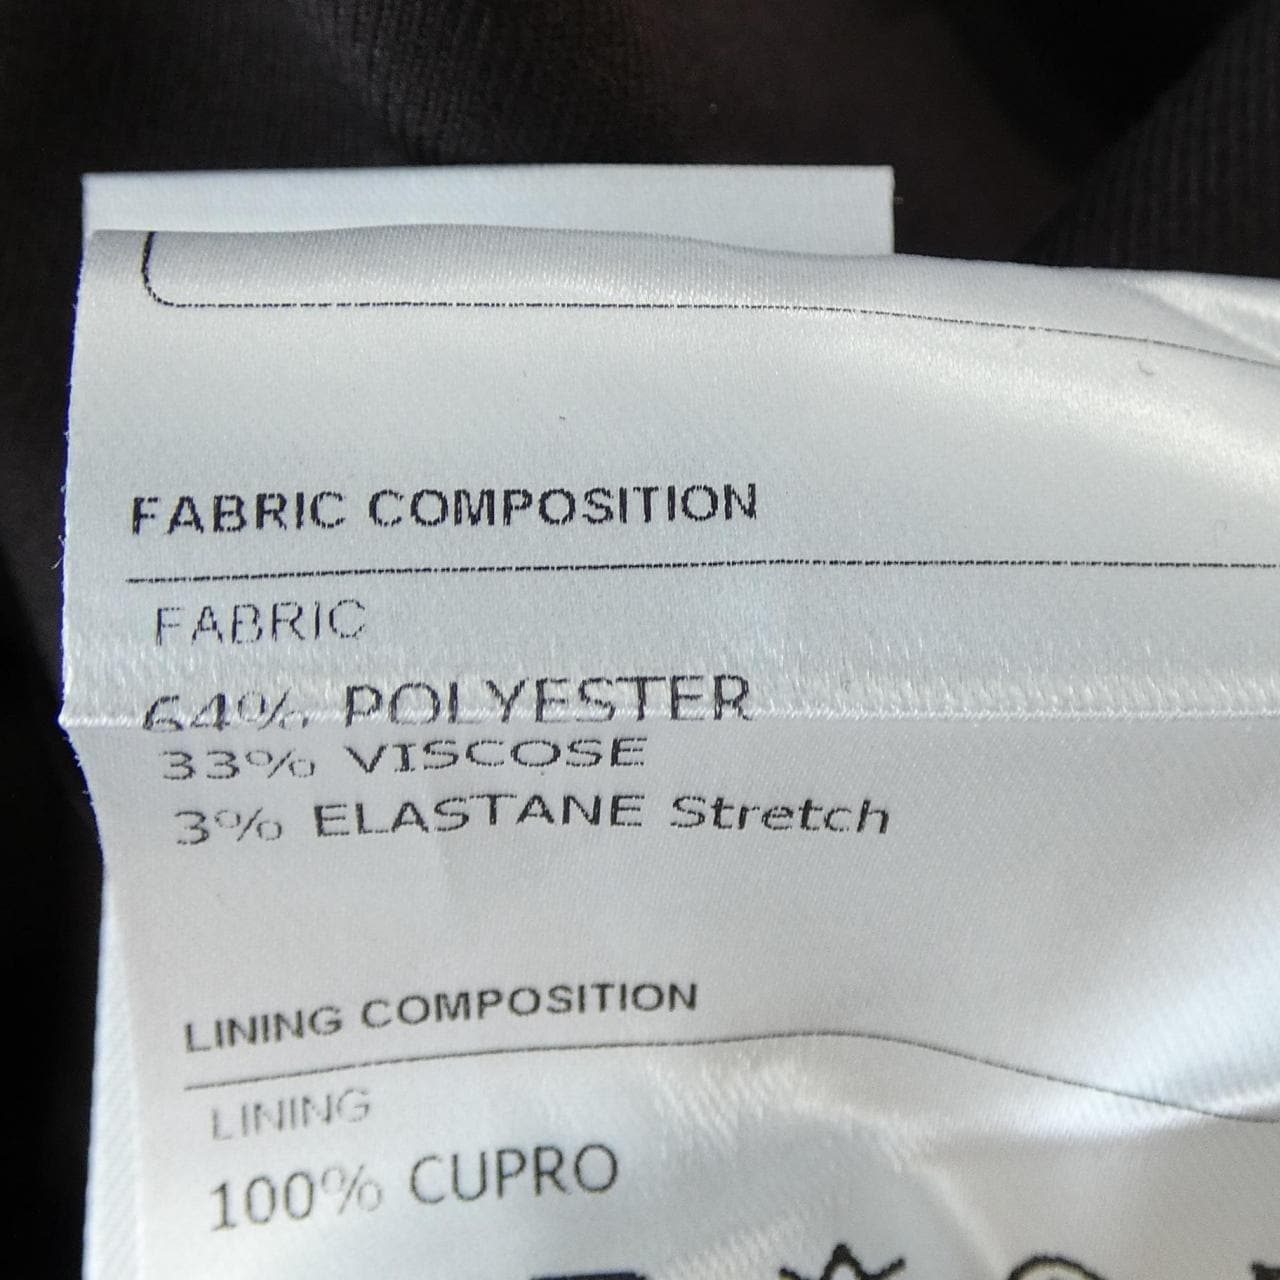 FABRIC COMPOSITION
FABRIC
64% POLYESTER
33% VISCOSE
3% ELASTANE Stretch
LINING COMPOSITION
LINING
100% CUPRO